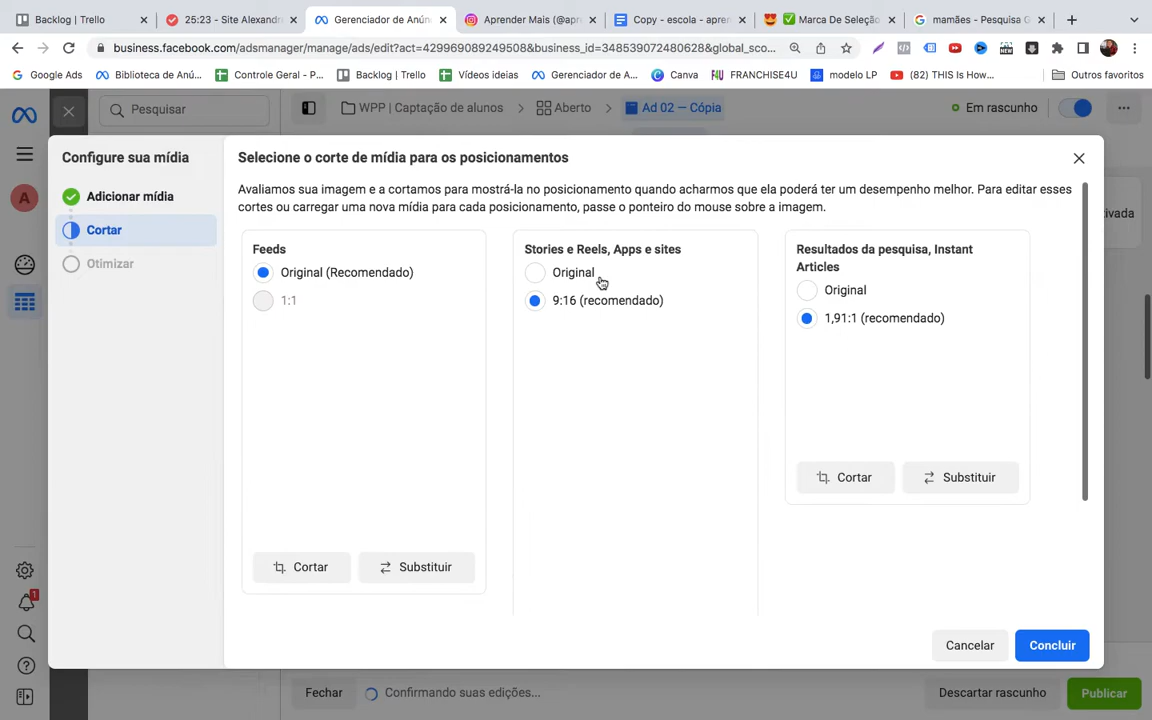 Backlog | Trello
25:23 - Site Alexandr
Gerenciador de Anún
Aprender Mais (@apr
Copy - escola - apren
Marca De Seleção
mamães - Pesquisa G
business.facebook.com/adsmanager/manage/ads/edit?act=429969089249508&business_id=348539072480628&global_sco...
Google Ads
Biblioteca de Anú...
Controle Geral - P...
Backlog | Trello
Vídeos ideias
Gerenciador de A...
Canva
FRANCHISE4U
modelo LP
(82) THIS Is How...
Outros favoritos
Pesquisar
WPP | Captação de alunos
Aberto
Ad 02 — Cópia
Em rascunho
A
Configure sua mídia
Adicionar mídia
Cortar
Otimizar
Selecione o corte de mídia para os posicionamentos
Avaliamos sua imagem e a cortamos para mostrá-la no posicionamento quando acharmos que ela poderá ter um desempenho melhor. Para editar esses
cortes ou carregar uma nova mídia para cada posicionamento, passe o ponteiro do mouse sobre a imagem.
Feeds
Original (Recomendado)
1:1
Cortar
Substituir
Stories e Reels, Apps e sites
Original
9:16 (recomendado)
Resultados da pesquisa, Instant
Articles
Original
1,91:1 (recomendado)
Cortar
Substituir
ivada
Cancelar
Concluir
1
Fechar
Confirmando suas edições...
Descartar rascunho
Publicar